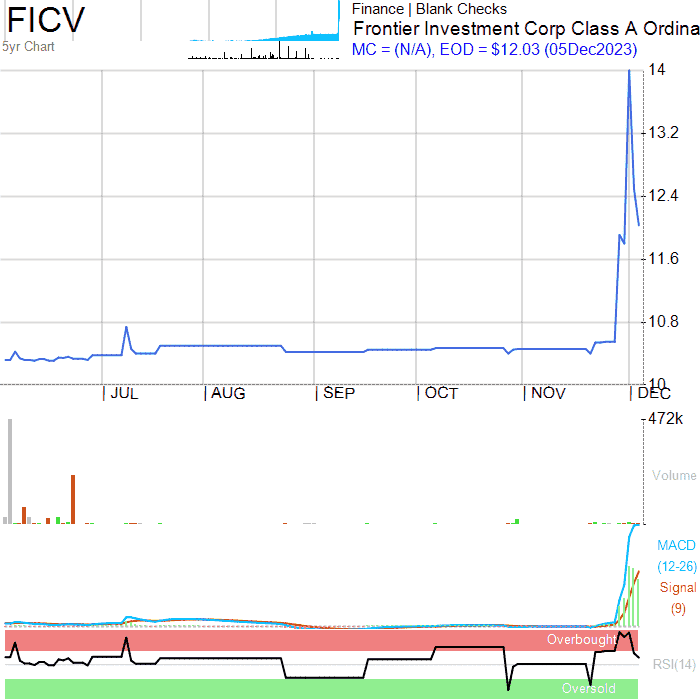 FICV
5yr Chart
Finance | Blank Checks
Frontier Investment Corp Class A Ordina
MC = (N/A), EOD = $12.03 (05Dec2023)
14
13.2
12.4
11.6
10.8
10
JUL AUG SEP OCT NOV DEC
472k
Volume
MACD
(12-26)
Signal
(9)
Overbought
RSI(14)
Oversold